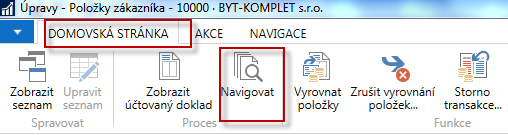 Úpravy - Položky zákazníka - 10000 · BYT-KOMPLET s.r.o.
DOMOVSKÁ STRÁNKA AKCE NAVIGACE
Zobrazit seznam
Upravit seznam
Zobrazit účtovaný doklad
Navigovat
Vyrovnat položky
Zrušit vyrovnání položek...
Storno transakce...
Spravovat Proces Funkce